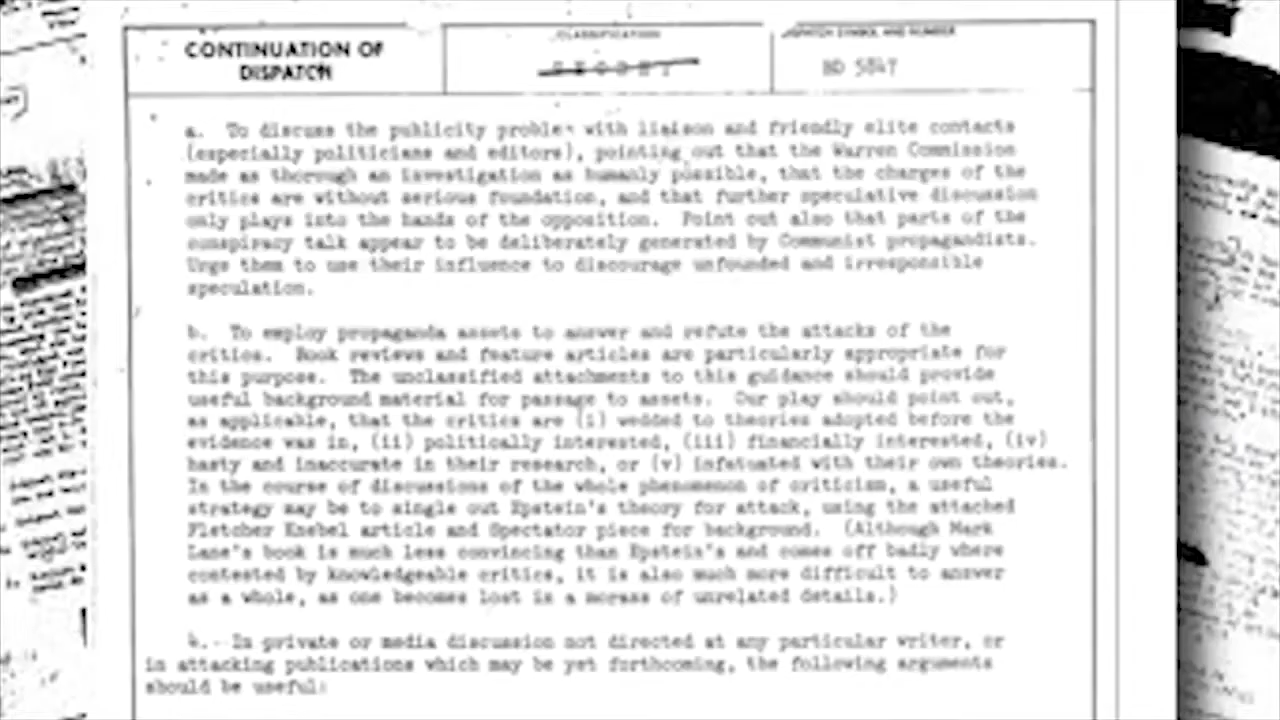 CONTINUATION OF
DISPATCH
CLASSIFICATION
SECRET
DISPATCH SYMBOL AND NUMBER
BD 5847
a. To discuss the publicity problem with liaison and friendly elite contacts
(especially politicians and editors), pointing out that the Warren Commission
made as thorough an investigation as humanly possible, that the charges of the
critics are without serious foundation, and that further speculative discussion
only plays into the hands of the opposition. Point out also that parts of the
conspiracy talk appear to be deliberately generated by Communist propagandists.
Urge them to use their influence to discourage unfounded and irresponsible
speculation.
b. To employ propaganda assets to answer and refute the attacks of the
critics. Book reviews and feature articles are particularly appropriate for
this purpose. The unclassified attachments to this guidance should provide
useful background material for passage to assets. Our play should point out,
as applicable, that the critics are (i) wedded to theories adopted before the
evidence was in, (ii) politically interested, (iii) financially interested, (iv)
hasty and inaccurate in their research, or (v) infatuated with their own theories.
In the course of discussions of the whole phenomenon of criticism, a useful
strategy may be to single out Epstein's theory for attack, using the attached
Fletcher Knebel article and Spectator piece for background. (Although Mark
Lane's book is much less convincing than Epstein's and comes off badly where
contested by knowledgeable critics, it is also much more difficult to answer
as a whole, as one becomes lost in a morass of unrelated details.)
4. In private or media discussion not directed at any particular writer, or
in attacking publications which may be yet forthcoming, the following arguments
should be useful: